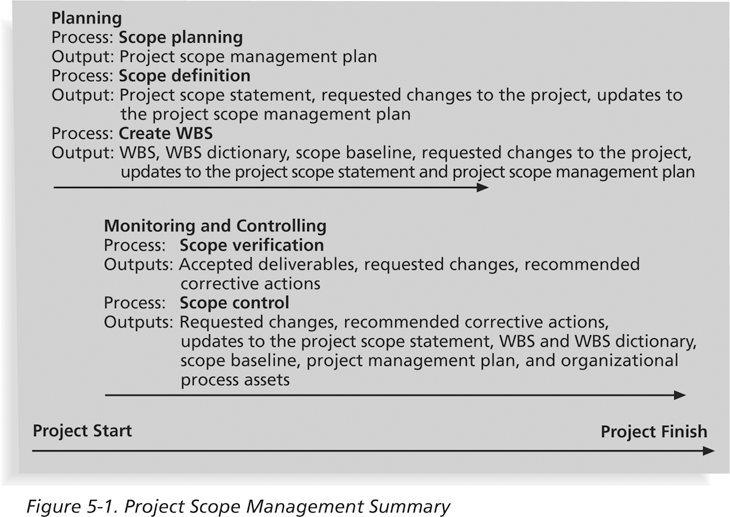 Planning
Process: Scope planning
Output: Project scope management plan
Process: Scope definition
Output: Project scope statement, requested changes to the project, updates to
the project scope management plan
Process: Create WBS
Output: WBS, WBS dictionary, scope baseline, requested changes to the project,
updates to the project scope statement and project scope management plan
Monitoring and Controlling
Process: Scope verification
Outputs: Accepted deliverables, requested changes, recommended
corrective actions
Process: Scope control
Outputs: Requested changes, recommended corrective actions,
updates to the project scope statement, WBS and WBS dictionary,
scope baseline, project management plan, and organizational
process assets
Project Start
Project Finish
Figure 5-1. Project Scope Management Summary